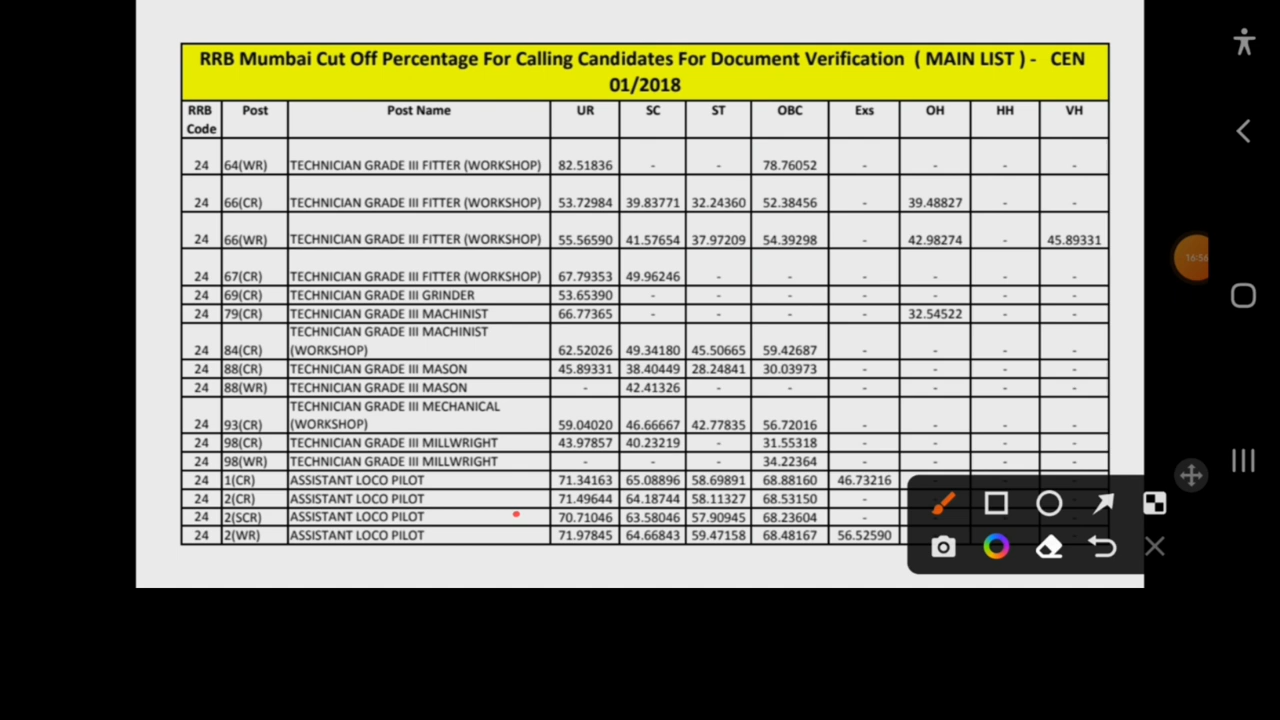 RRB Mumbai Cut Off Percentage For Calling Candidates For Document Verification ( MAIN LIST ) - CEN
01/2018
RRB Code Post Post Name UR SC ST OBC Exs OH HH VH
24 64(WR) TECHNICIAN GRADE III FITTER (WORKSHOP) 82.51836 - - 78.76052 - - - -
24 66(CR) TECHNICIAN GRADE III FITTER (WORKSHOP) 53.72984 39.83771 32.24360 52.38456 - 39.48827 - -
24 66(WR) TECHNICIAN GRADE III FITTER (WORKSHOP) 55.56590 41.57654 37.97209 54.39298 - 42.98274 - 45.89331
24 67(CR) TECHNICIAN GRADE III FITTER (WORKSHOP) 67.79353 49.96246 - - - - - -
24 69(CR) TECHNICIAN GRADE III GRINDER 53.65390 - - - - - - -
24 79(CR) TECHNICIAN GRADE III MACHINIST 66.77365 - - - - 32.54522 - -
TECHNICIAN GRADE III MACHINIST
24 84(CR) (WORKSHOP) 62.52026 49.34180 45.50665 59.42687 - - - -
24 88(CR) TECHNICIAN GRADE III MASON 45.89331 38.40449 28.24841 30.03973 - - - -
24 88(WR) TECHNICIAN GRADE III MASON - 42.41326 - - - - - -
TECHNICIAN GRADE III MECHANICAL
24 93(CR) (WORKSHOP) 59.04020 46.66667 42.77835 56.72016 - - - -
24 98(CR) TECHNICIAN GRADE III MILLWRIGHT 43.97857 40.23219 - 31.55318 - - - -
24 98(WR) TECHNICIAN GRADE III MILLWRIGHT - - - 34.22364 - - - -
24 1(CR) ASSISTANT LOCO PILOT 71.34163 65.08896 58.69891 68.88160 46.73216
24 2(CR) ASSISTANT LOCO PILOT 71.49644 64.18744 58.11327 68.53150 -
24 2(SCR) ASSISTANT LOCO PILOT 70.71046 63.58046 57.90945 68.23604 -
24 2(WR) ASSISTANT LOCO PILOT 71.97845 64.66843 59.47158 68.48167 56.52590
16:56